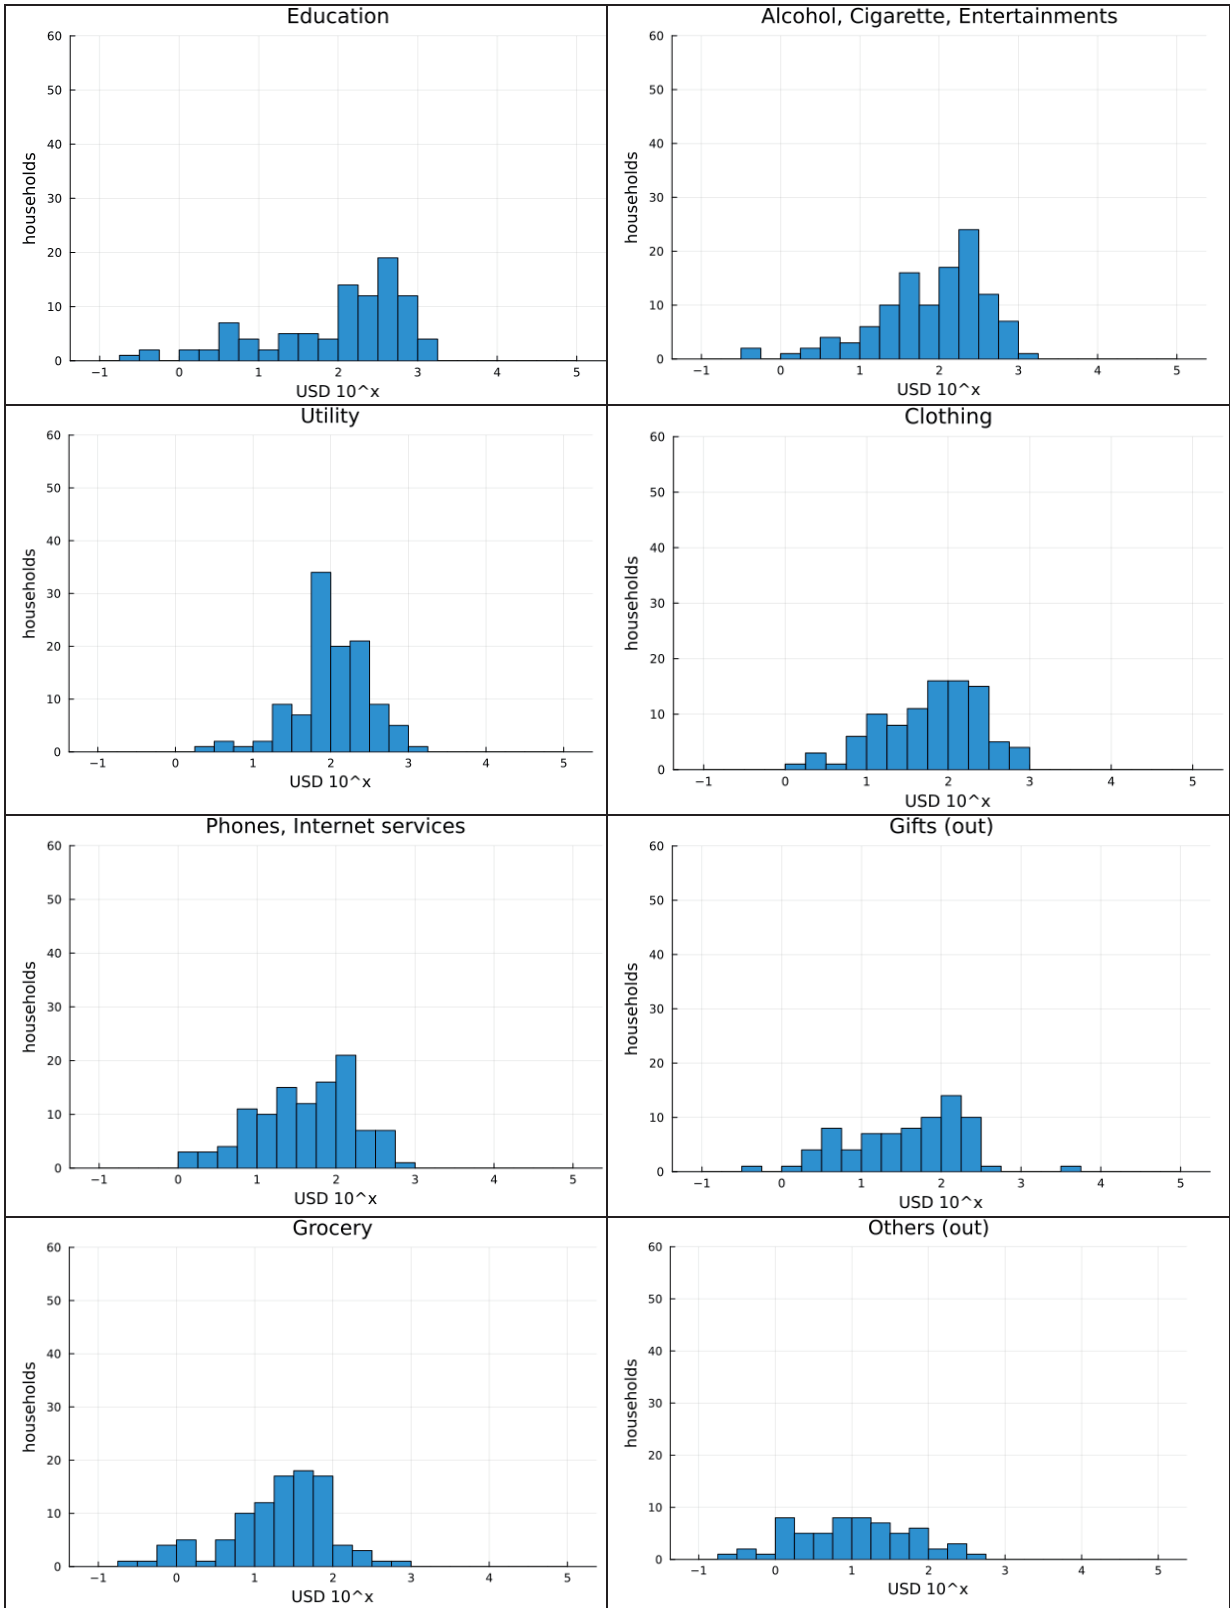 Education
60
50
40
30
20
10
0
households
−1 0 1 2 3 4 5
USD 10^x
Alcohol, Cigarette, Entertainments
60
50
40
30
20
10
0
households
−1 0 1 2 3 4 5
USD 10^x
Utility
60
50
40
30
20
10
0
households
−1 0 1 2 3 4 5
USD 10^x
Clothing
60
50
40
30
20
10
0
households
−1 0 1 2 3 4 5
USD 10^x
Phones, Internet services
60
50
40
30
20
10
0
households
−1 0 1 2 3 4 5
USD 10^x
Gifts (out)
60
50
40
30
20
10
0
households
−1 0 1 2 3 4 5
USD 10^x
Grocery
60
50
40
30
20
10
0
households
−1 0 1 2 3 4 5
USD 10^x
Others (out)
60
50
40
30
20
10
0
households
−1 0 1 2 3 4 5
USD 10^x